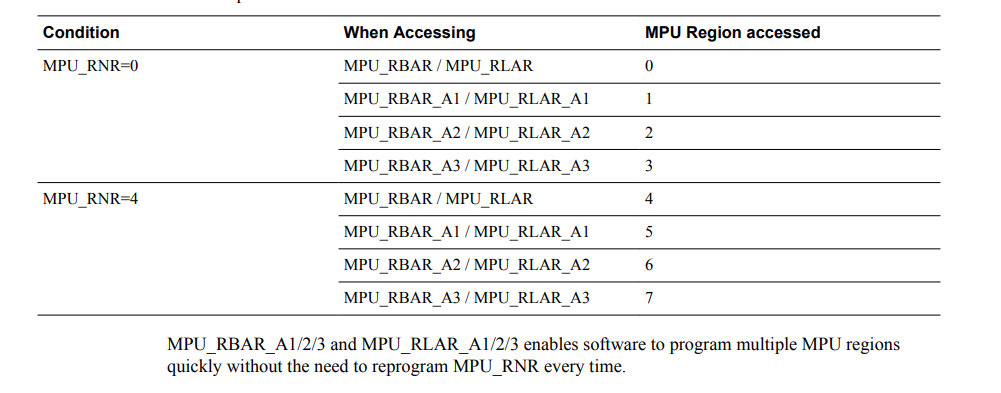 Condition When Accessing MPU Region accessed
MPU_RNR=0 MPU_RBAR / MPU_RLAR 0
MPU_RBAR_A1 / MPU_RLAR_A1 1
MPU_RBAR_A2 / MPU_RLAR_A2 2
MPU_RBAR_A3 / MPU_RLAR_A3 3
MPU_RNR=4 MPU_RBAR / MPU_RLAR 4
MPU_RBAR_A1 / MPU_RLAR_A1 5
MPU_RBAR_A2 / MPU_RLAR_A2 6
MPU_RBAR_A3 / MPU_RLAR_A3 7
MPU_RBAR_A1/2/3 and MPU_RLAR_A1/2/3 enables software to program multiple MPU regions
quickly without the need to reprogram MPU_RNR every time.